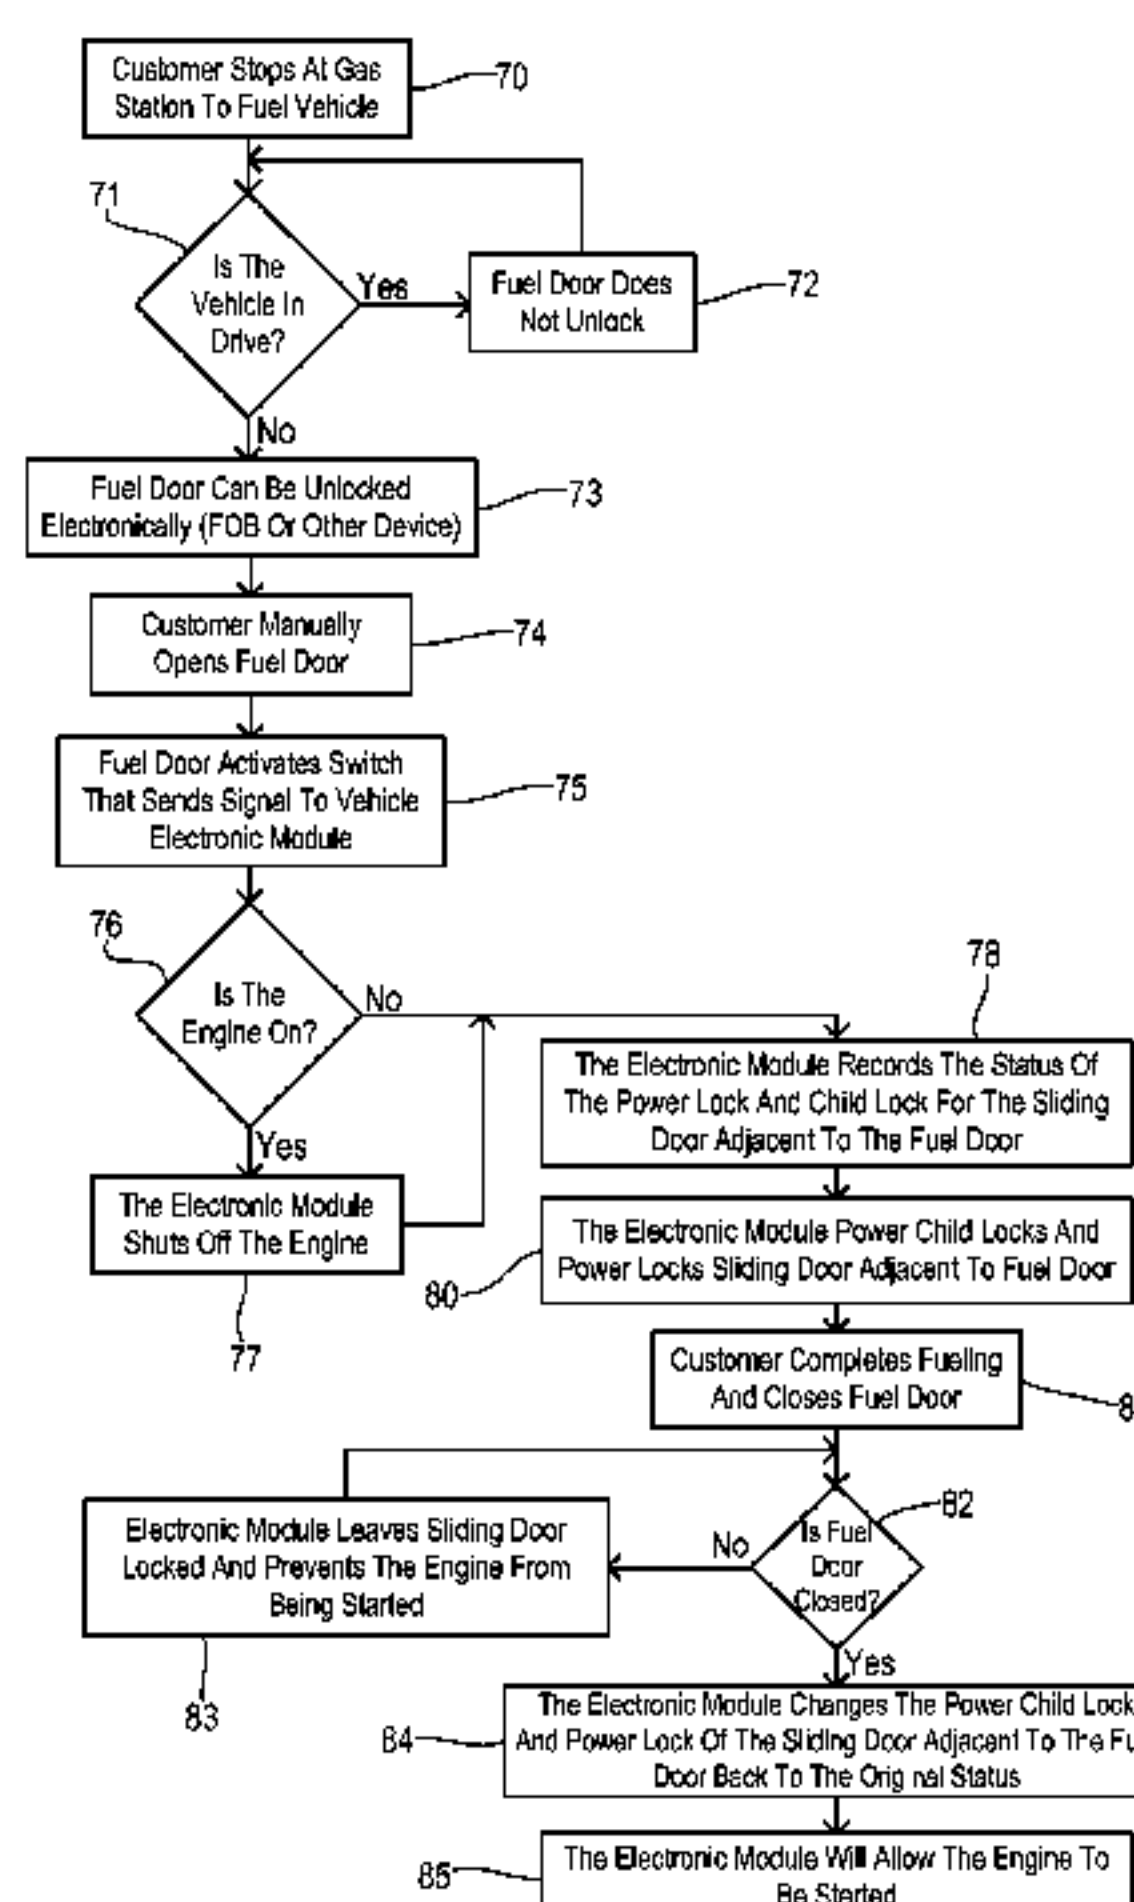 Customer Stops At Gas
Station To Fuel Vehicle
70
71
Is The
Vehicle In
Drive?
Yes
Fuel Door Does
Not Unlock
72
No
Fuel Door Can Be Unlocked
Electronically (FOB Or Other Device)
73
Customer Manually
Opens Fuel Door
74
Fuel Door Activates Switch
That Sends Signal To Vehicle
Electronic Module
75
76
Is The
Engine On?
No
Yes
The Electronic Module
Shuts Off The Engine
77
78
The Electronic Module Records The Status Of
The Power Lock And Child Lock For The Sliding
Door Adjacent To The Fuel Door
The Electronic Module Power Child Locks And
Power Locks Sliding Door Adjacent To Fuel Door
80
Customer Completes Fueling
And Closes Fuel Door
8
82
Is Fuel
Door
Closed?
No
Electronic Module Leaves Sliding Door
Locked And Prevents The Engine From
Being Started
83
Yes
The Electronic Module Changes The Power Child Lock
And Power Lock Of The Sliding Door Adjacent To The Fu
Door Back To The Orig nal Status
84
The Electronic Module Will Allow The Engine To
Be Started
85